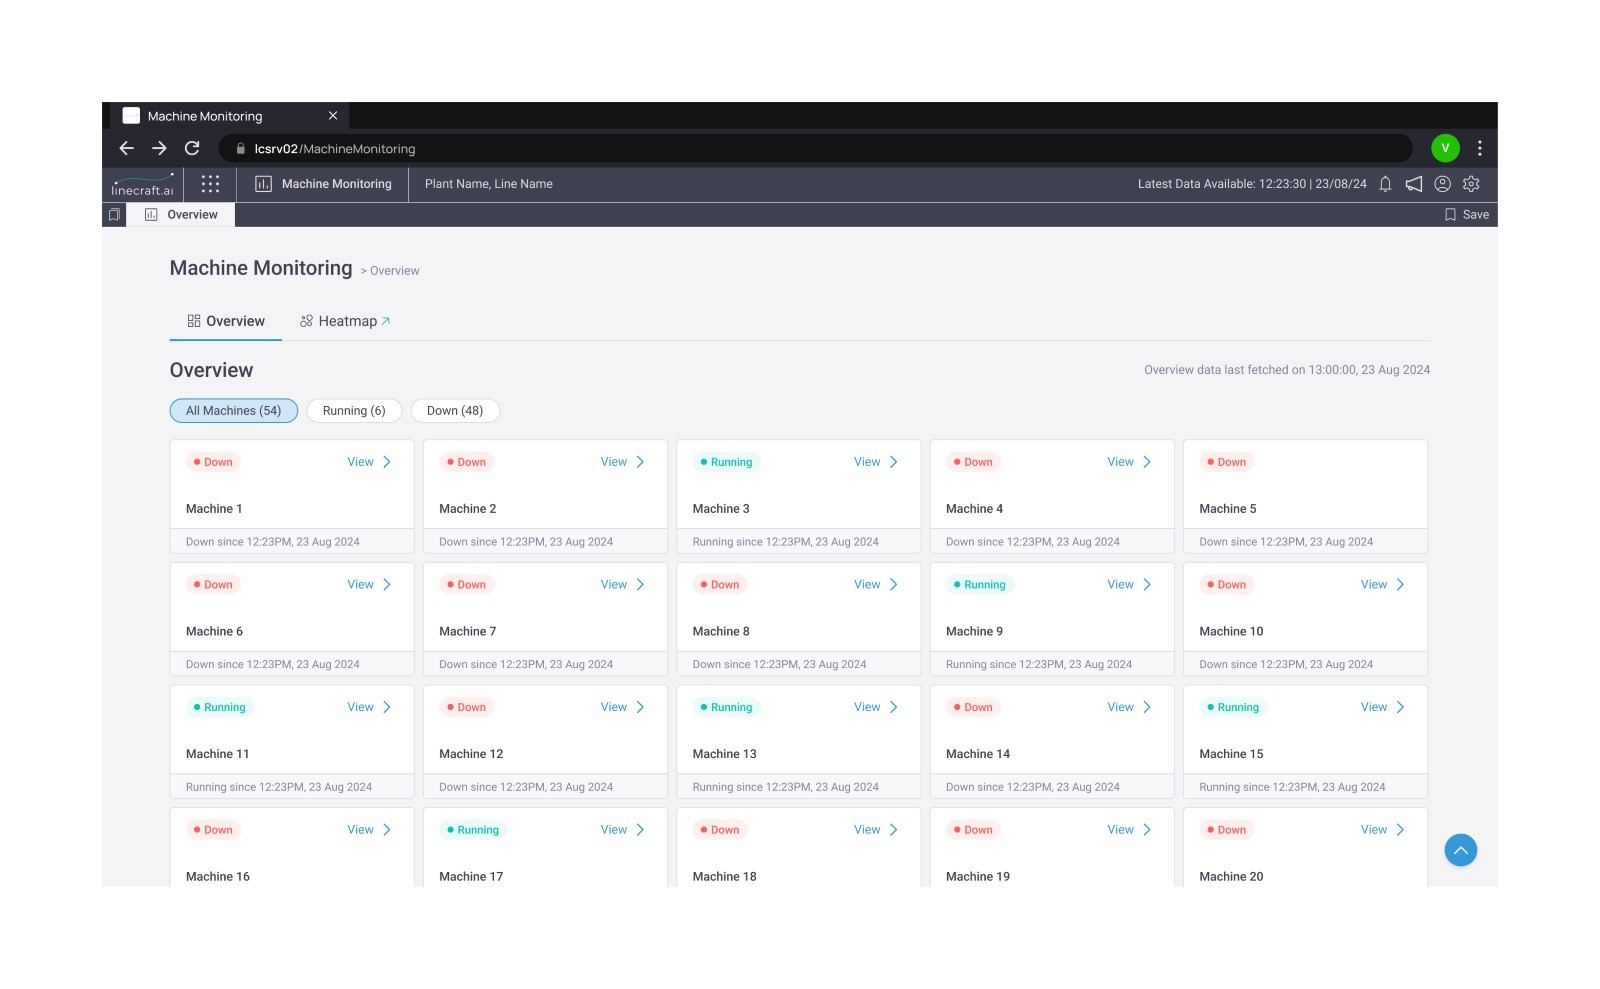 Machine Monitoring
lcsrv02/MachineMonitoring
V
linecraft.ai
Machine Monitoring
Plant Name, Line Name
Latest Data Available: 12:23:30 | 23/08/24
Overview
Save
Machine Monitoring > Overview
Overview
Heatmap
Overview
Overview data last fetched on 13:00:00, 23 Aug 2024
All Machines (54)
Running (6)
Down (48)
Down View
Machine 1
Down since 12:23PM, 23 Aug 2024
Down View
Machine 2
Down since 12:23PM, 23 Aug 2024
Running View
Machine 3
Running since 12:23PM, 23 Aug 2024
Down View
Machine 4
Down since 12:23PM, 23 Aug 2024
Down
Machine 5
Down since 12:23PM, 23 Aug 2024
Down View
Machine 6
Down since 12:23PM, 23 Aug 2024
Down View
Machine 7
Down since 12:23PM, 23 Aug 2024
Down View
Machine 8
Down since 12:23PM, 23 Aug 2024
Running View
Machine 9
Running since 12:23PM, 23 Aug 2024
Down View
Machine 10
Down since 12:23PM, 23 Aug 2024
Running View
Machine 11
Running since 12:23PM, 23 Aug 2024
Down View
Machine 12
Down since 12:23PM, 23 Aug 2024
Running View
Machine 13
Running since 12:23PM, 23 Aug 2024
Down View
Machine 14
Down since 12:23PM, 23 Aug 2024
Running View
Machine 15
Running since 12:23PM, 23 Aug 2024
Down View
Machine 16
Running View
Machine 17
Down View
Machine 18
Down View
Machine 19
Down View
Machine 20